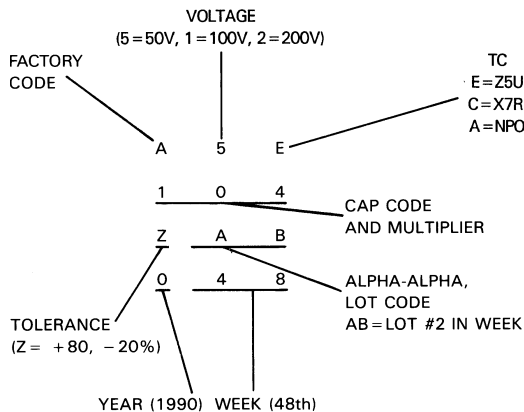 VOLTAGE
(5=50V, 1=100V, 2=200V)
FACTORY
CODE
TC
E=Z5U
C=X7R
A=NPO
A 5 E
1 0 4
CAP CODE
AND MULTIPLIER
Z A B
0 4 8
ALPHA-ALPHA,
LOT CODE
AB=LOT #2 IN WEEK
TOLERANCE
(Z= +80, −20%)
YEAR (1990) WEEK (48th)